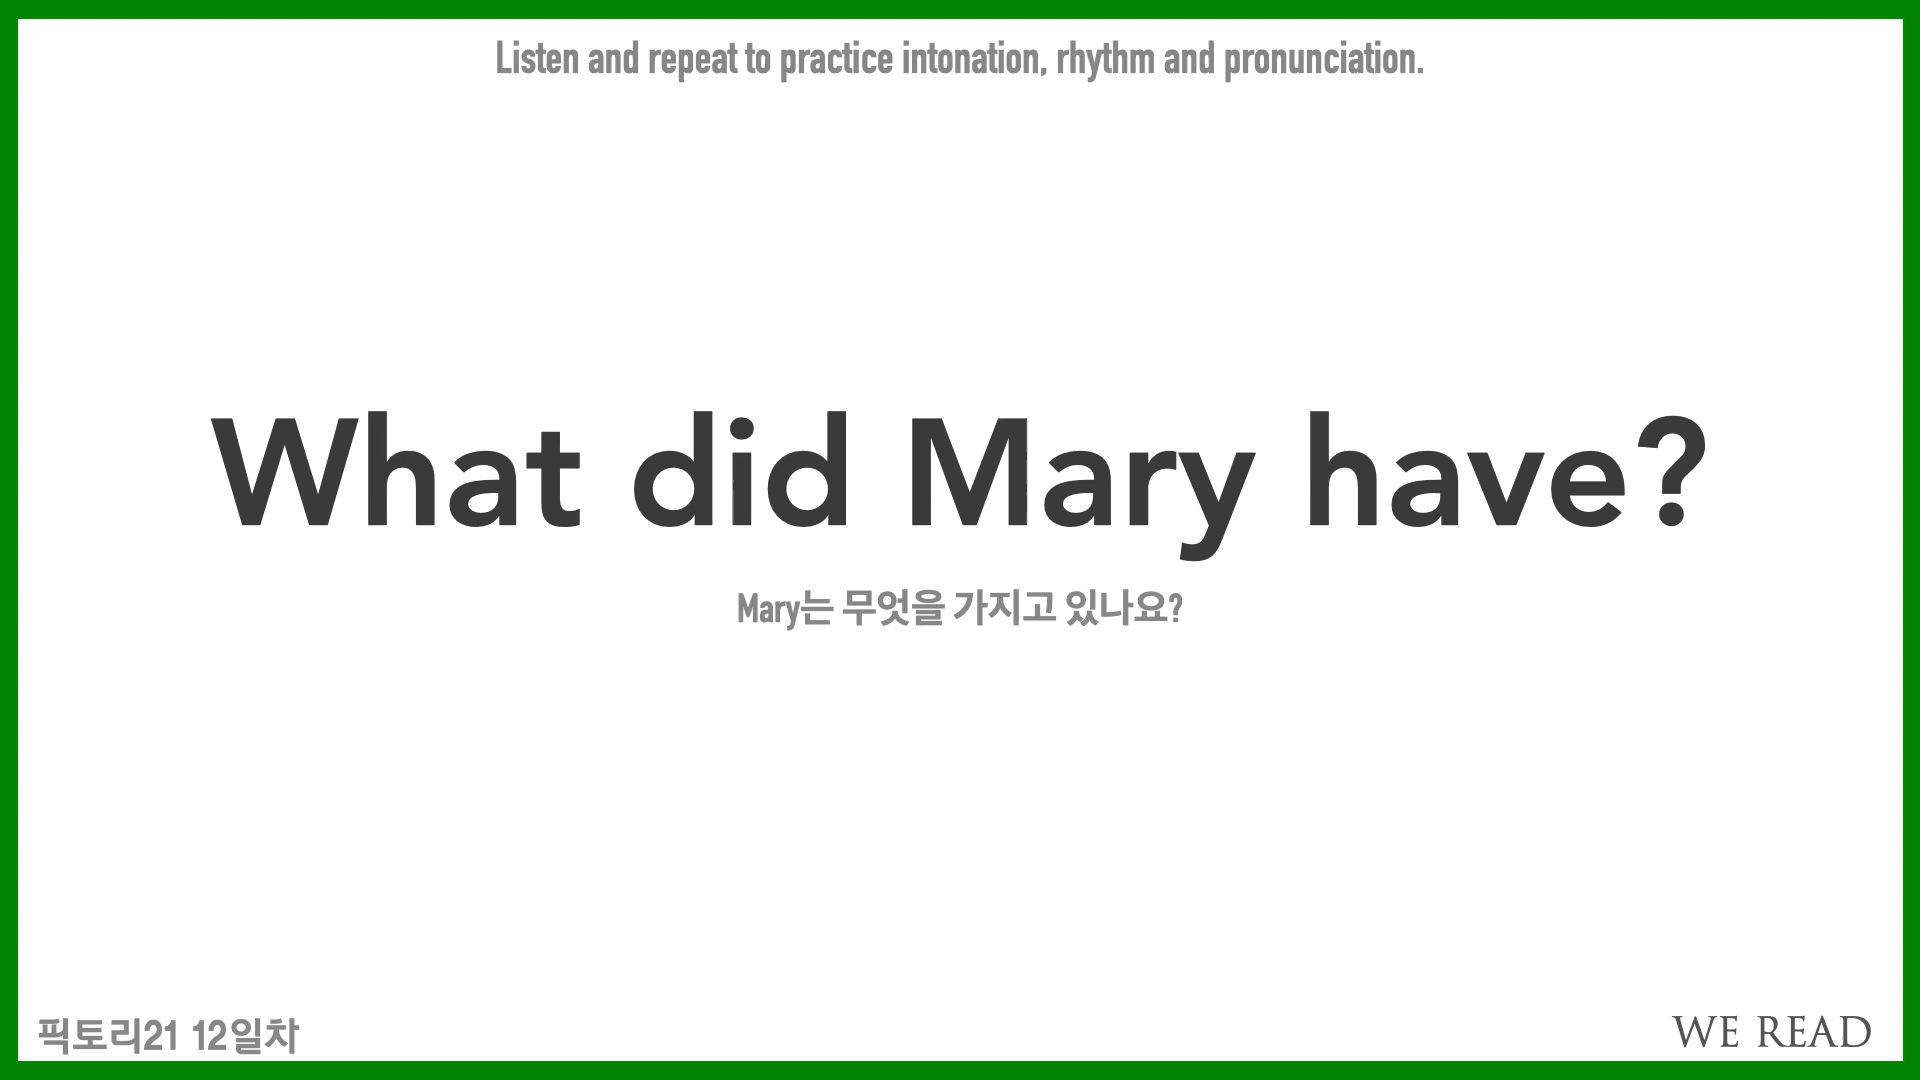 Listen and repeat to practice intonation, rhythm and pronunciation.
What did Mary have?
Mary는 무엇을 가지고 있나요?
픽토리21 12일차
WE READ